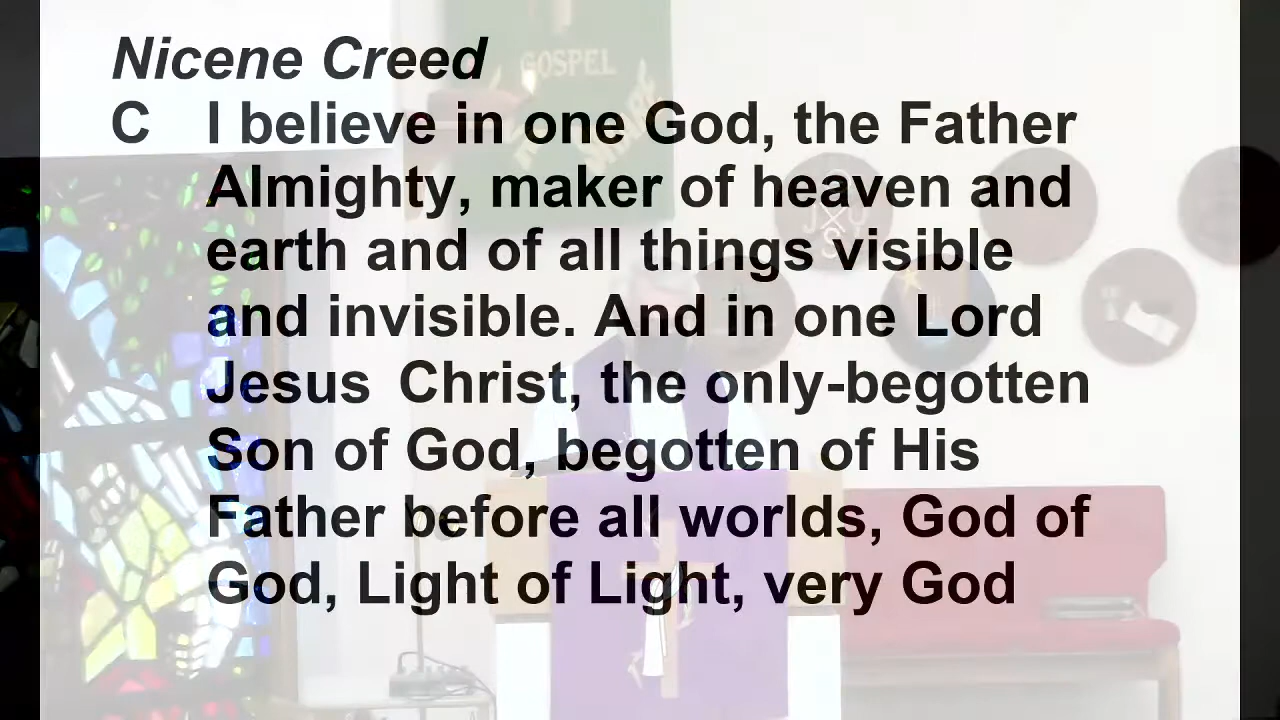 GOSPEL
Nicene Creed
C I believe in one God, the Father
Almighty, maker of heaven and
earth and of all things visible
and invisible. And in one Lord
Jesus Christ, the only-begotten
Son of God, begotten of His
Father before all worlds, God of
God, Light of Light, very God